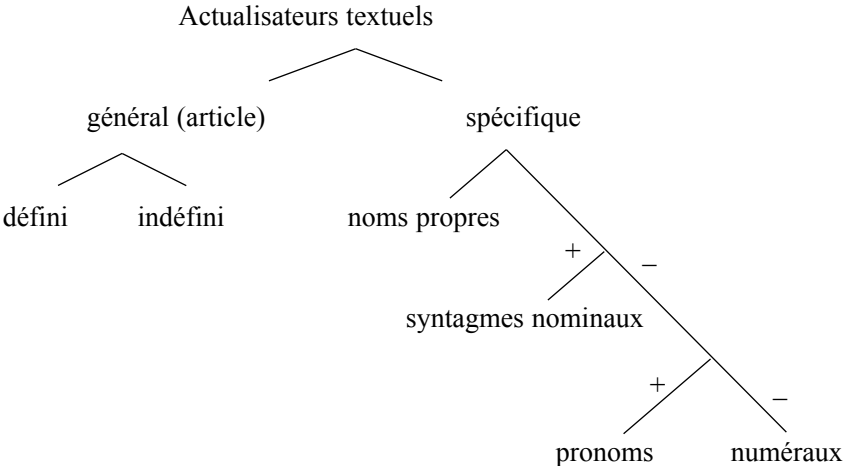 Actualisateurs textuels
général (article) spécifique
défini indéfini noms propres
+ –
syntagmes nominaux
+ –
pronoms numéraux